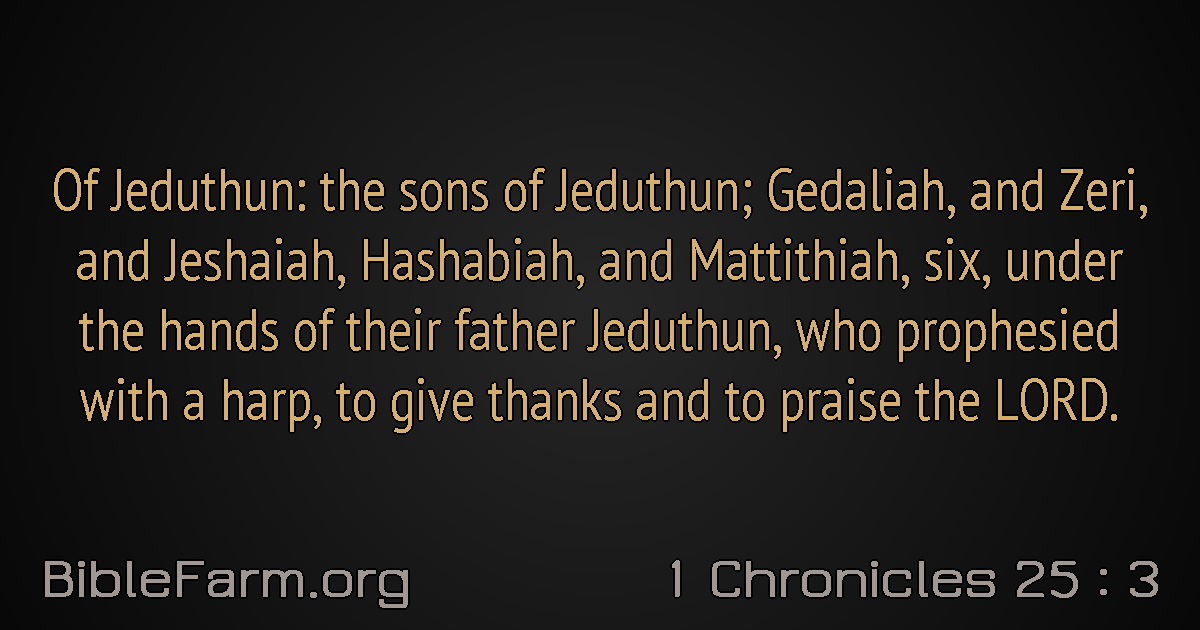 Of Jeduthun: the sons of Jeduthun; Gedaliah, and Zeri,
and Jeshaiah, Hashabiah, and Mattithiah, six, under
the hands of their father Jeduthun, who prophesied
with a harp, to give thanks and to praise the LORD.
BibleFarm.org
1 Chronicles 25 : 3